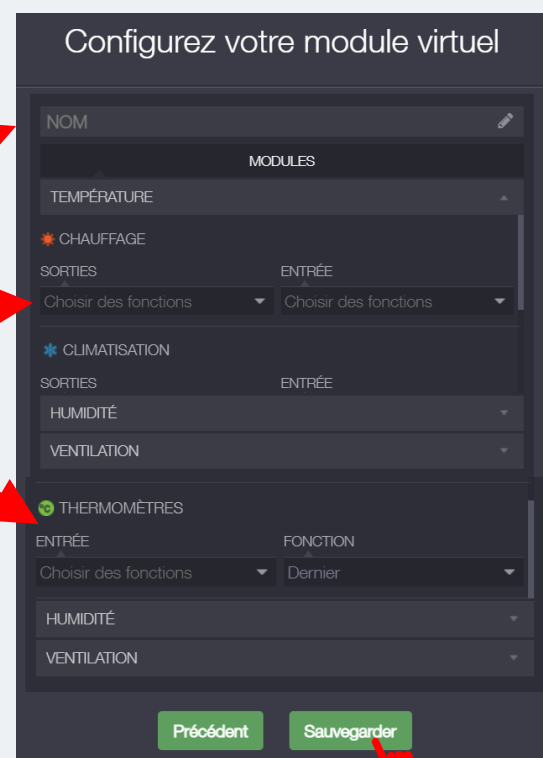 Configurez votre module virtuel
NOM
MODULES
TEMPÉRATURE
CHAUFFAGE
SORTIES ENTRÉE
Choisir des fonctions Choisir des fonctions
CLIMATISATION
SORTIES ENTRÉE
HUMIDITÉ
VENTILATION
°C THERMOMÈTRES
ENTRÉE FONCTION
Choisir des fonctions Dernier
HUMIDITÉ
VENTILATION
Précédent Sauvegarder